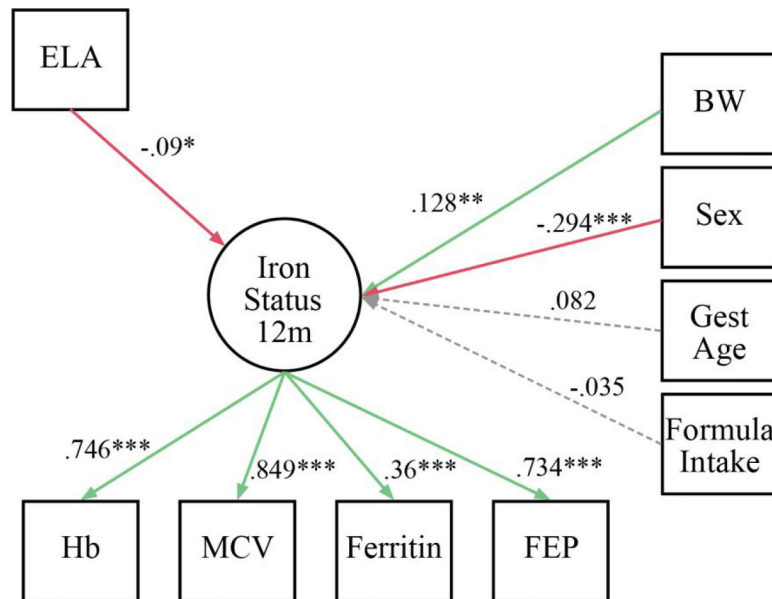 ELA
BW
-.09*
.128**
Sex
-.294***
Iron
Status
12m
.082
Gest
Age
-.035
Formula
Intake
.746***
.849***
.36***
.734***
Hb
MCV
Ferritin
FEP